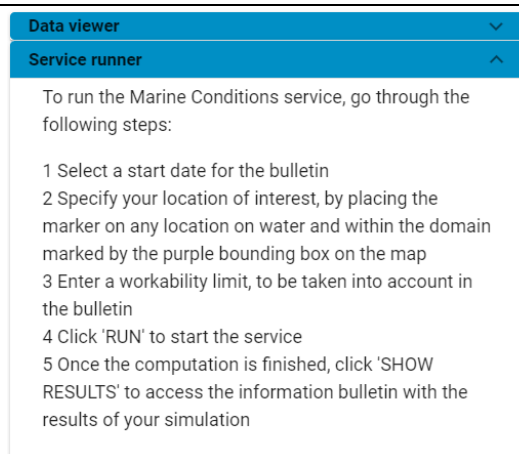 Data viewer
Service runner
To run the Marine Conditions service, go through the
following steps:
1 Select a start date for the bulletin
2 Specify your location of interest, by placing the
marker on any location on water and within the domain
marked by the purple bounding box on the map
3 Enter a workability limit, to be taken into account in
the bulletin
4 Click 'RUN' to start the service
5 Once the computation is finished, click 'SHOW
RESULTS' to access the information bulletin with the
results of your simulation